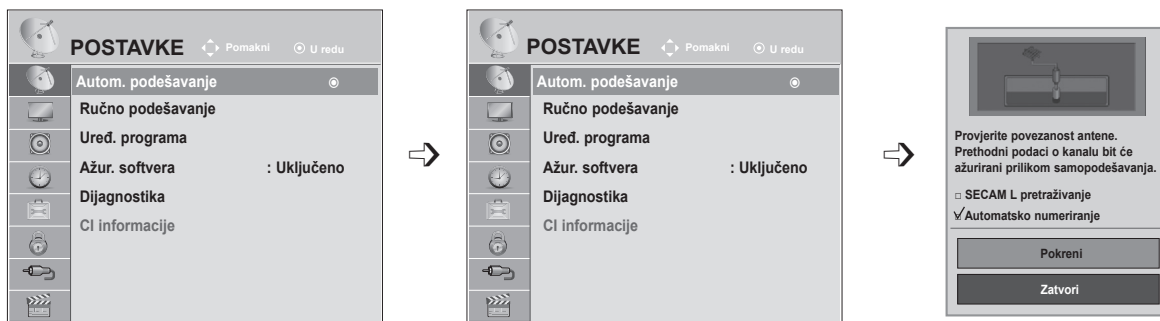 POSTAVKE Pomakni U redu
Autom. podešavanje
Ručno podešavanje
Uređ. programa
Ažur. softvera : Uključeno
Dijagnostika
CI informacije
POSTAVKE Pomakni U redu
Autom. podešavanje
Ručno podešavanje
Uređ. programa
Ažur. softvera : Uključeno
Dijagnostika
CI informacije
Provjerite povezanost antene.
Prethodni podaci o kanalu bit će
ažurirani prilikom samopodešavanja.
SECAM L pretraživanje
Automatsko numeriranje
Pokreni
Zatvori